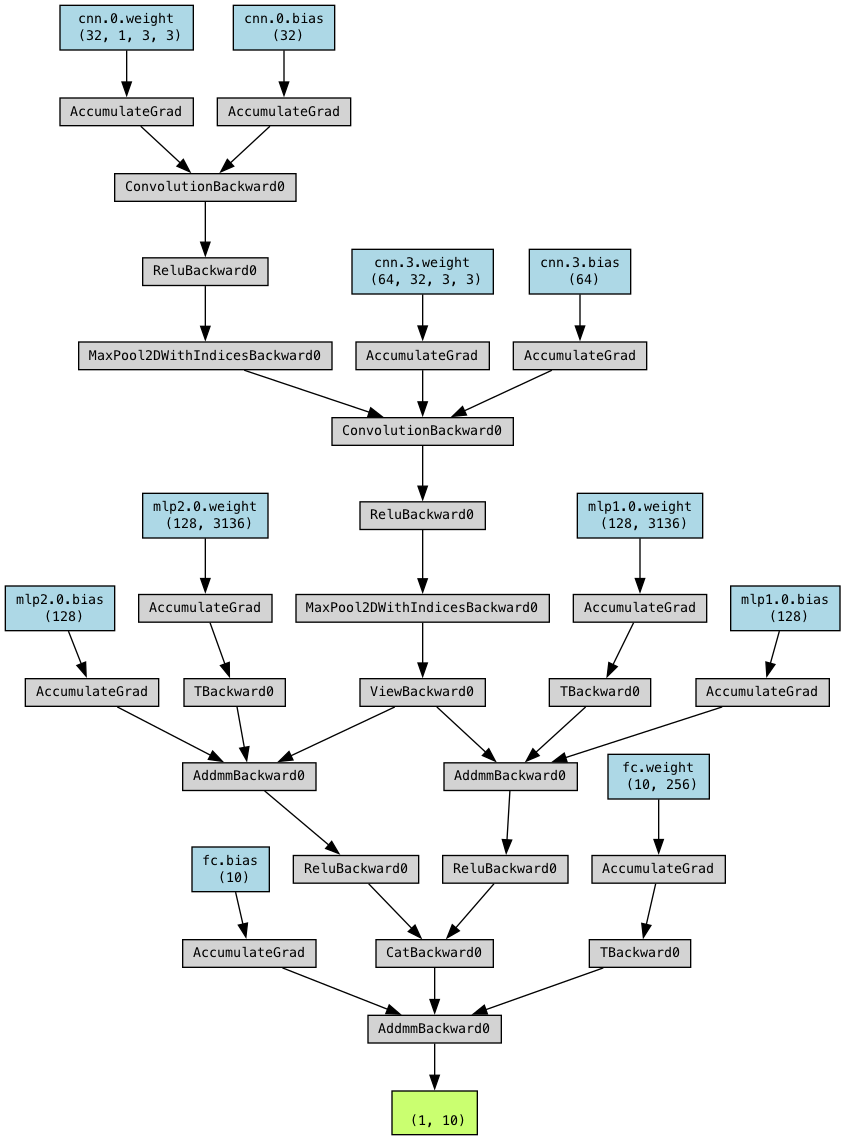 cnn.0.weight
(32, 1, 3, 3)
cnn.0.bias
(32)
AccumulateGrad
AccumulateGrad
ConvolutionBackward0
ReluBackward0
cnn.3.weight
(64, 32, 3, 3)
cnn.3.bias
(64)
MaxPool2DWithIndicesBackward0
AccumulateGrad
AccumulateGrad
ConvolutionBackward0
mlp2.0.weight
(128, 3136)
ReluBackward0
mlp1.0.weight
(128, 3136)
mlp2.0.bias
(128)
AccumulateGrad
MaxPool2DWithIndicesBackward0
AccumulateGrad
mlp1.0.bias
(128)
AccumulateGrad
TBackward0
ViewBackward0
TBackward0
AccumulateGrad
AddmmBackward0
AddmmBackward0
fc.weight
(10, 256)
fc.bias
(10)
ReluBackward0
ReluBackward0
AccumulateGrad
AccumulateGrad
CatBackward0
TBackward0
AddmmBackward0
(1, 10)